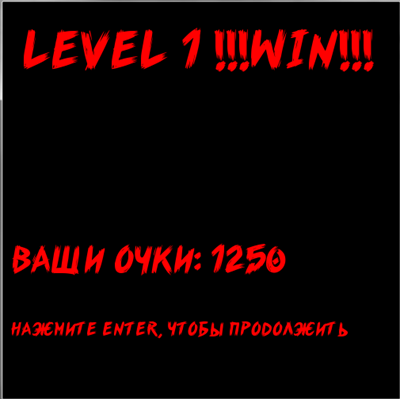 LEVEL 1 !!!WIN!!!
ВАШИ ОЧКИ: 1250
НАЖМИТЕ ENTER, ЧТОБЫ ПРОДОЛЖИТЬ